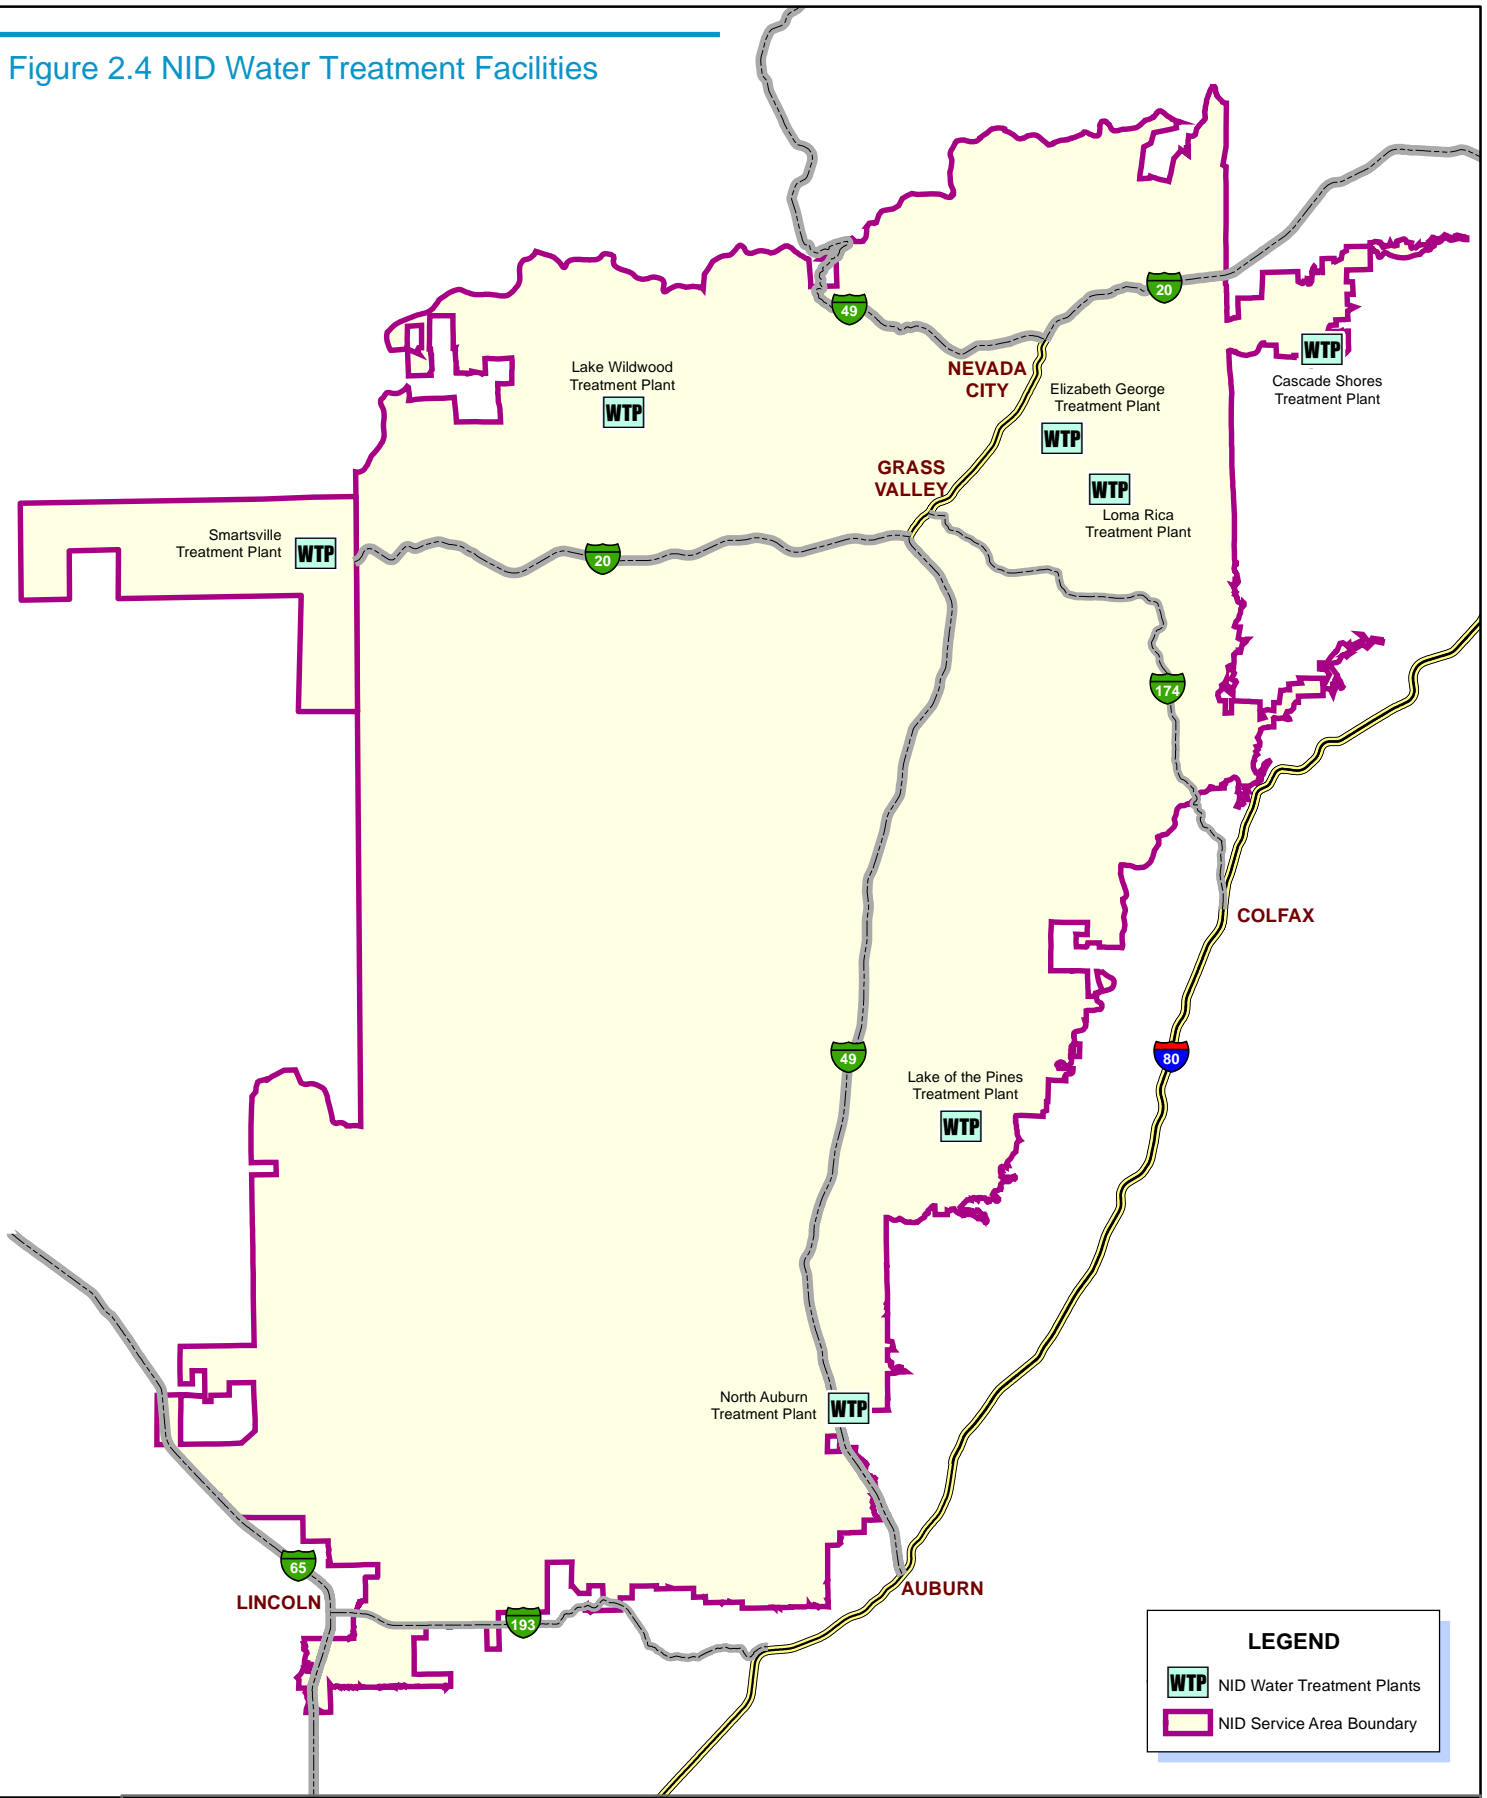 Figure 2.4 NID Water Treatment Facilities
20
49
Lake Wildwood
Treatment Plant
WTP
NEVADA
CITY
WTP
Cascade Shores
Treatment Plant
Elizabeth George
Treatment Plant
WTP
GRASS
VALLEY
WTP
Loma Rica
Treatment Plant
Smartsville
Treatment Plant
WTP
20
174
COLFAX
49
80
Lake of the Pines
Treatment Plant
WTP
North Auburn
Treatment Plant
WTP
65
LINCOLN
193
AUBURN
LEGEND
WTP NID Water Treatment Plants
NID Service Area Boundary